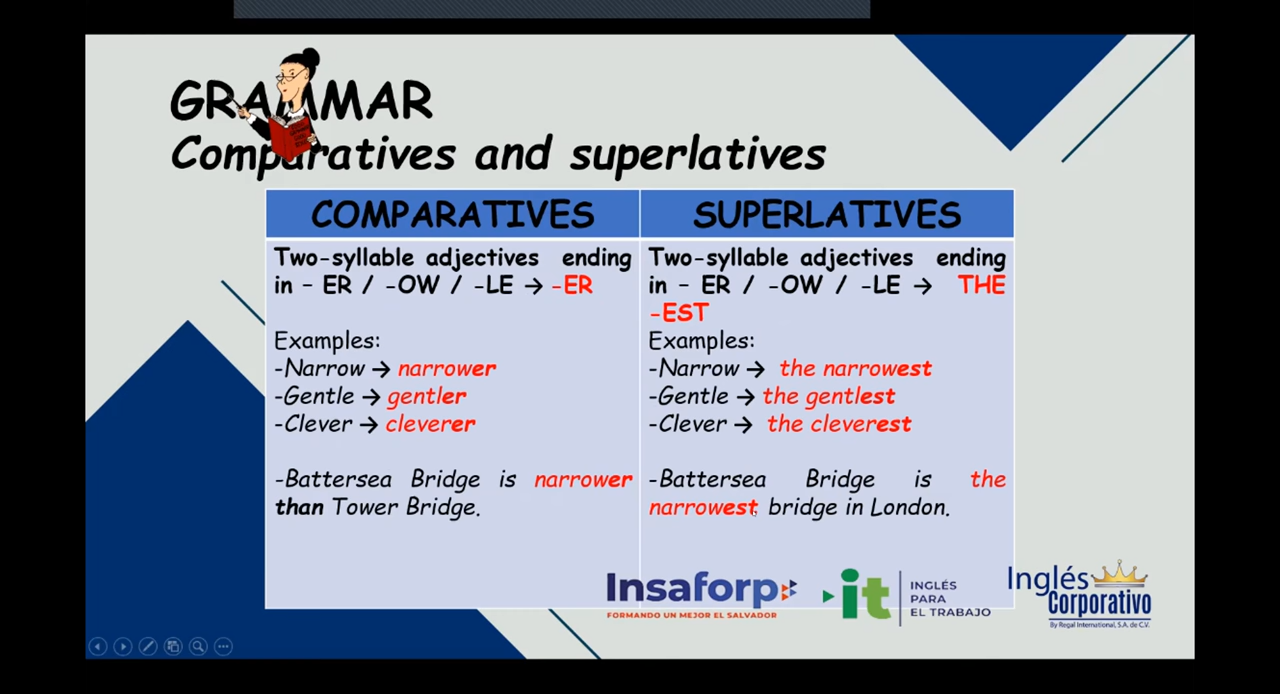 GRAMMAR
Comparatives and superlatives
COMPARATIVES
Two-syllable adjectives ending
in - ER / -OW / -LE → -ER
Examples:
-Narrow → narrower
-Gentle → gentler
-Clever → cleverer
-Battersea Bridge is narrower
than Tower Bridge.
SUPERLATIVES
Two-syllable adjectives ending
in - ER / -OW / -LE → THE
-EST
Examples:
-Narrow → the narrowest
-Gentle → the gentlest
-Clever → the cleverest
-Battersea Bridge is the
narrowest bridge in London.
Insaforp
FORMANDO UN MEJOR EL SALVADOR
it
INGLÉS
PARA
EL TRABAJO
Inglés
Corporativo
By Regal International, S.A. de C.V.